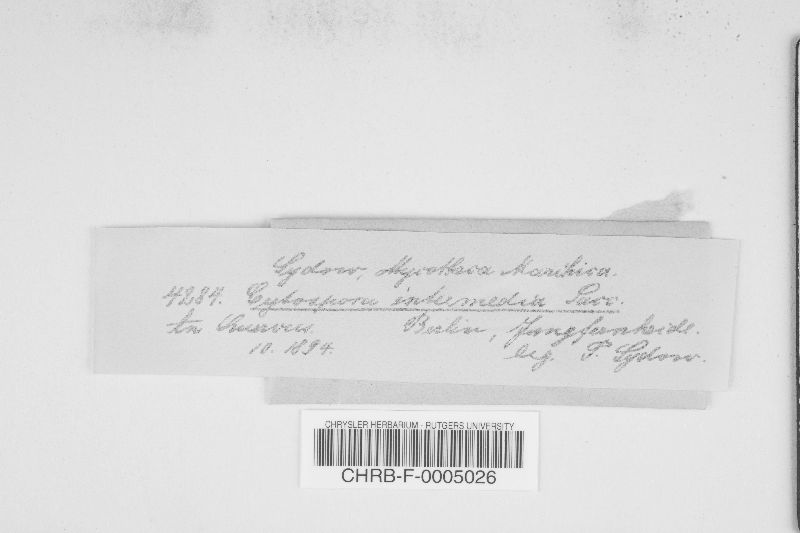 Sydow, Mycotheca Marchica.
4284. Cytospora intermedia Sacc.
An Quercus. Berlin, Jungfernheide.
10. 1894. leg. P. Sydow.
CHRYSLER HERBARIUM - RUTGERS UNIVERSITY
CHRB-F-0005026